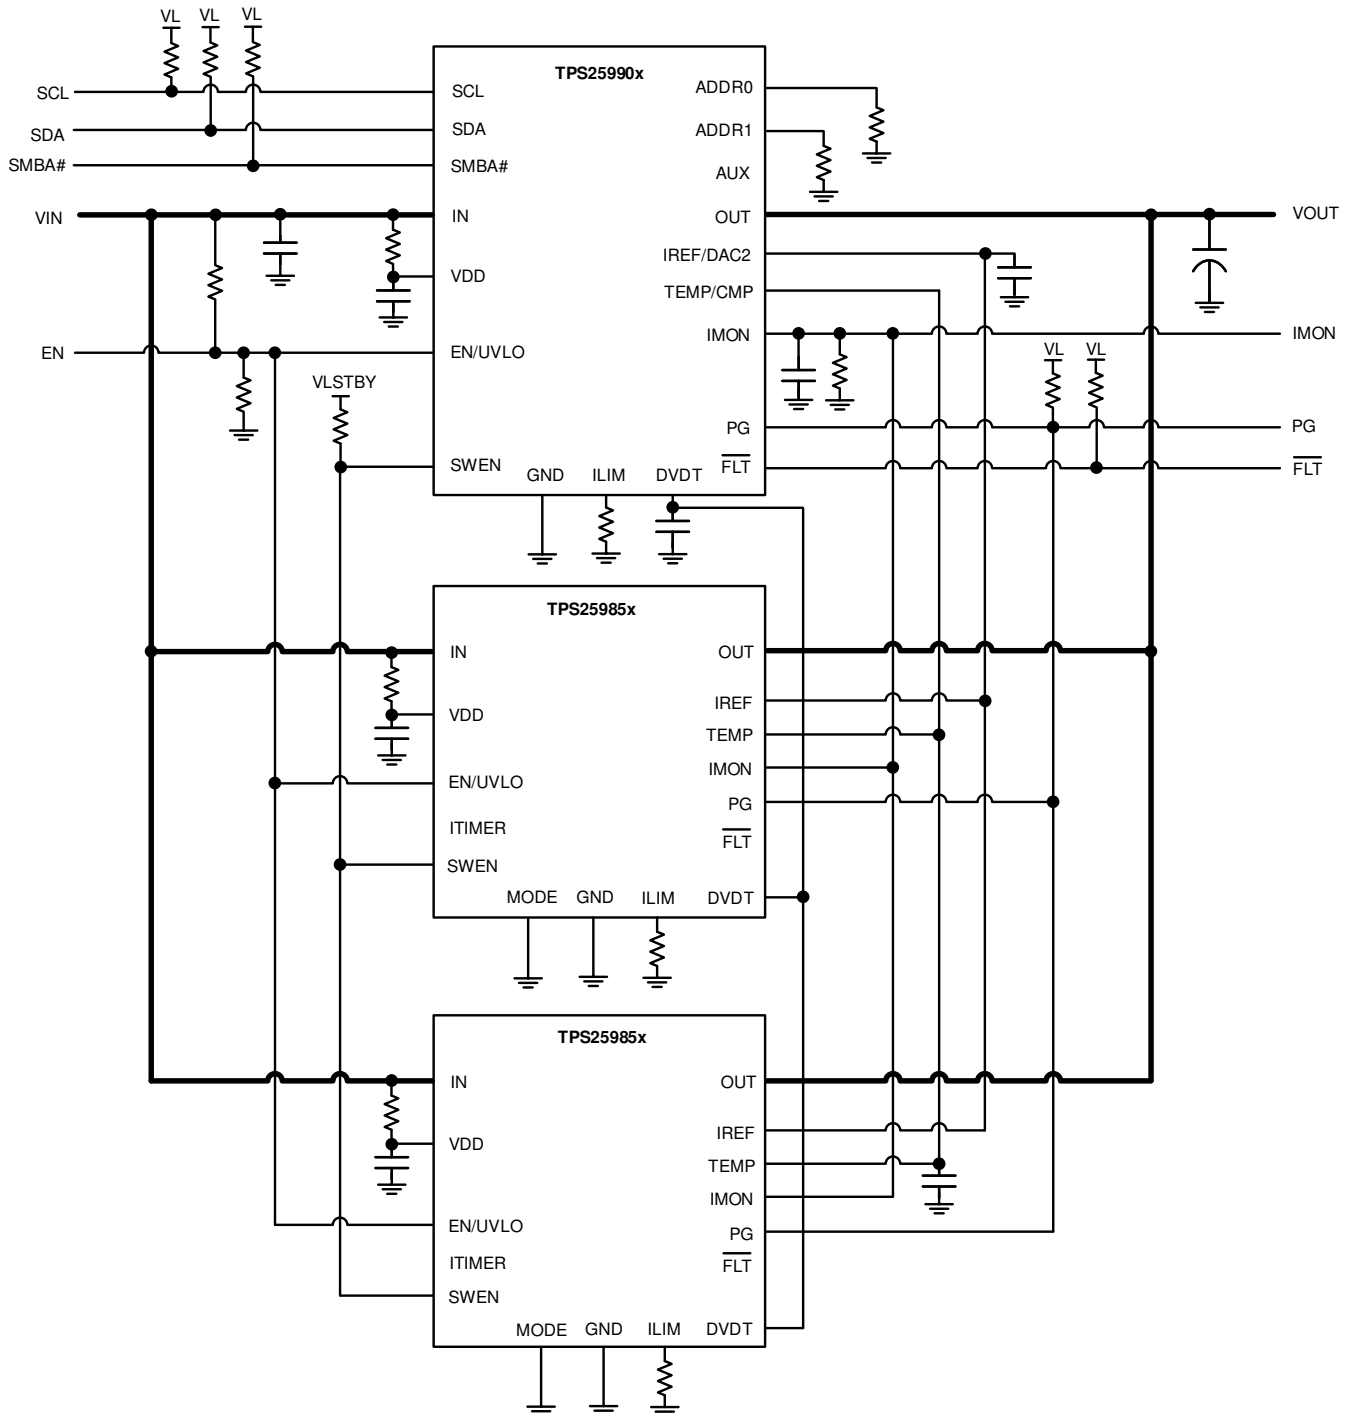 VL VL VL
TPS25990x
SCL SCL ADDR0
SDA SDA ADDR1
SMBA# SMBA# AUX
VIN IN OUT VOUT
IREF/DAC2
VDD TEMP/CMP
IMON IMON
EN EN/UVLO VL VL
VLSTBY
PG PG
SWEN GND ILIM DVDT FLT FLT
TPS25985x
IN OUT
IREF
VDD TEMP
IMON
EN/UVLO PG
ITIMER FLT
SWEN
MODE GND ILIM DVDT
TPS25985x
IN OUT
IREF
VDD TEMP
IMON
EN/UVLO PG
ITIMER FLT
SWEN
MODE GND ILIM DVDT